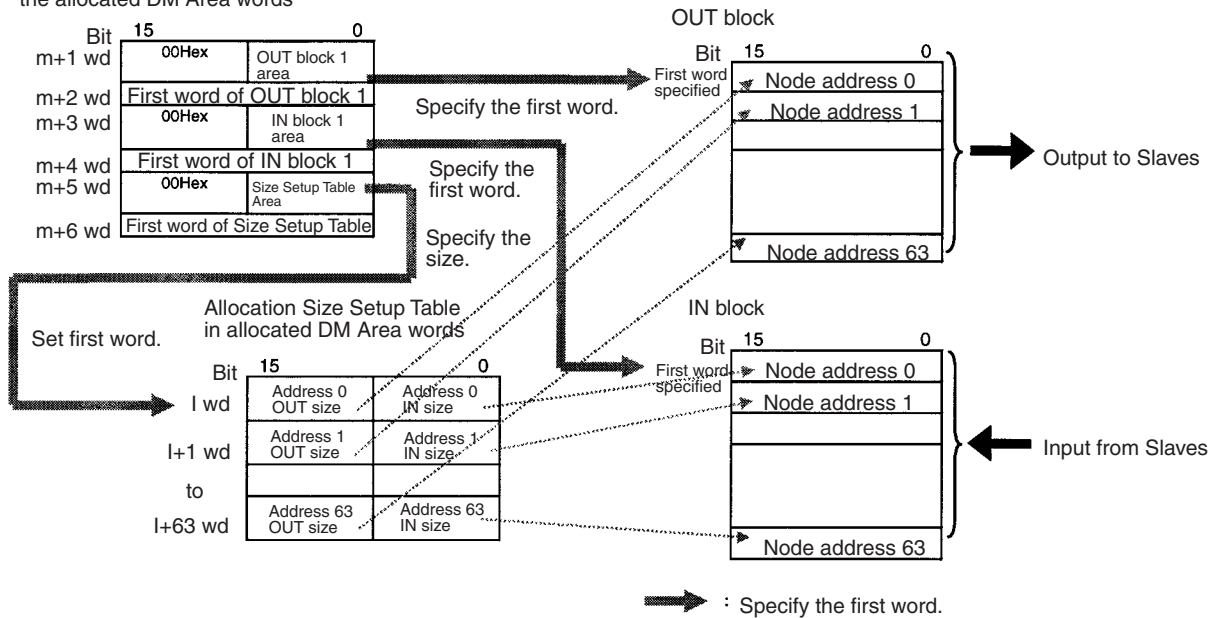 the allocated DM Area words
Bit 15 0
m+1 wd 00Hex OUT block 1
area
m+2 wd First word of OUT block 1
m+3 wd 00Hex IN block 1
area
m+4 wd First word of IN block 1
m+5 wd 00Hex Size Setup Table
Area
m+6 wd First word of Size Setup Table
Specify the first word.
Specify the
first word.
Specify the
size.
Set first word.
OUT block
Bit 15 0
First word
specified
Node address 0
Node address 1
Node address 63
Output to Slaves
Allocation Size Setup Table
in allocated DM Area words
Bit 15 0
I wd Address 0
OUT size
Address 0
IN size
I+1 wd Address 1
OUT size
Address 1
IN size
to
I+63 wd Address 63
OUT size
Address 63
IN size
IN block
Bit 15 0
First word
specified
Node address 0
Node address 1
Node address 63
Input from Slaves
: Specify the first word.